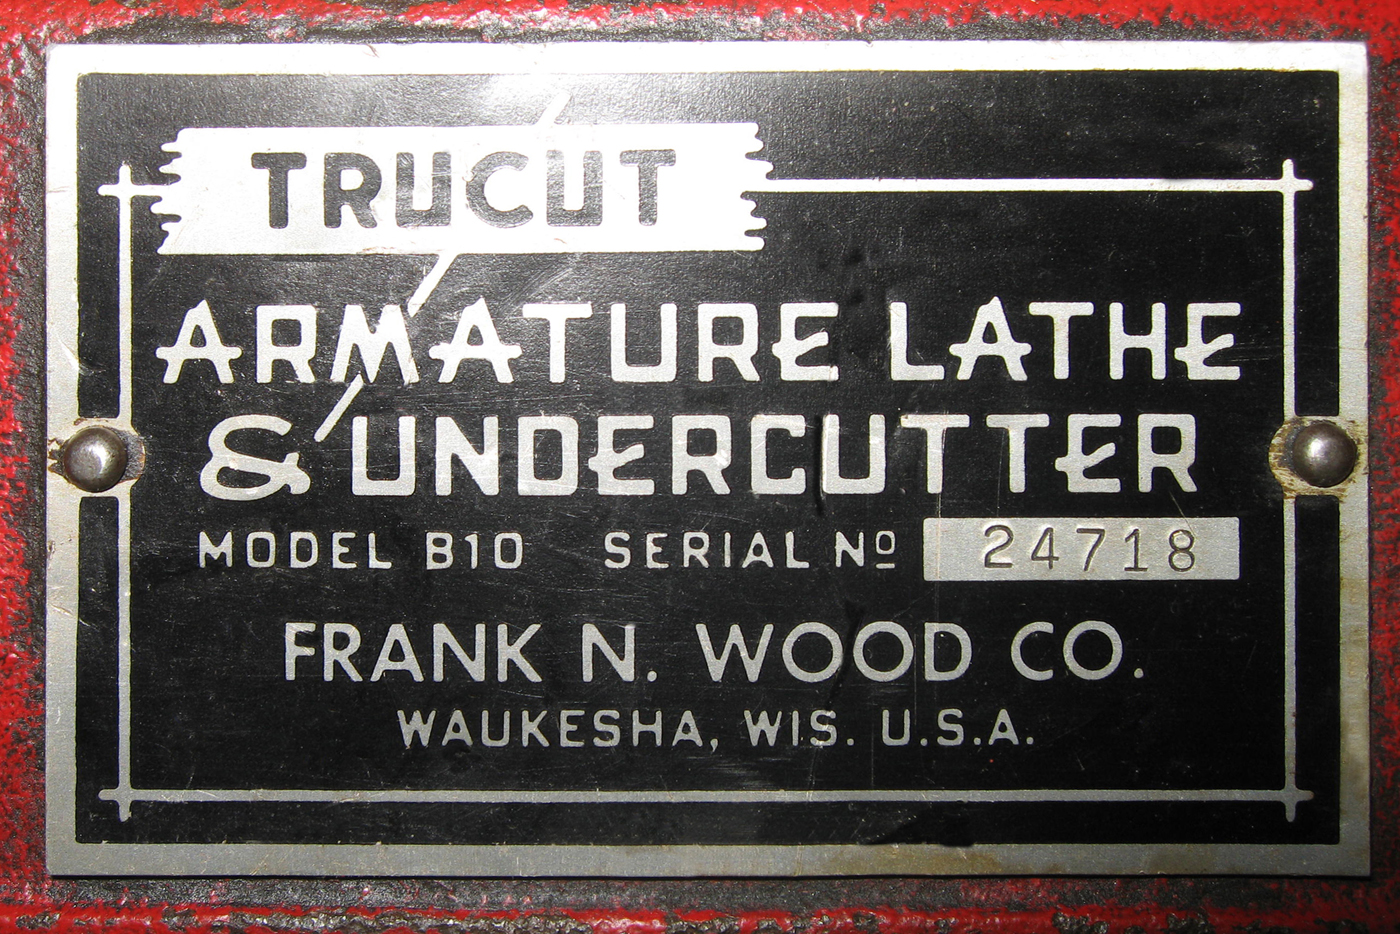 TRUCUT
ARMATURE LATHE
& UNDERCUTTER
MODEL B10 SERIAL Nº 24718
FRANK N. WOOD CO.
WAUKESHA, WIS. U.S.A.